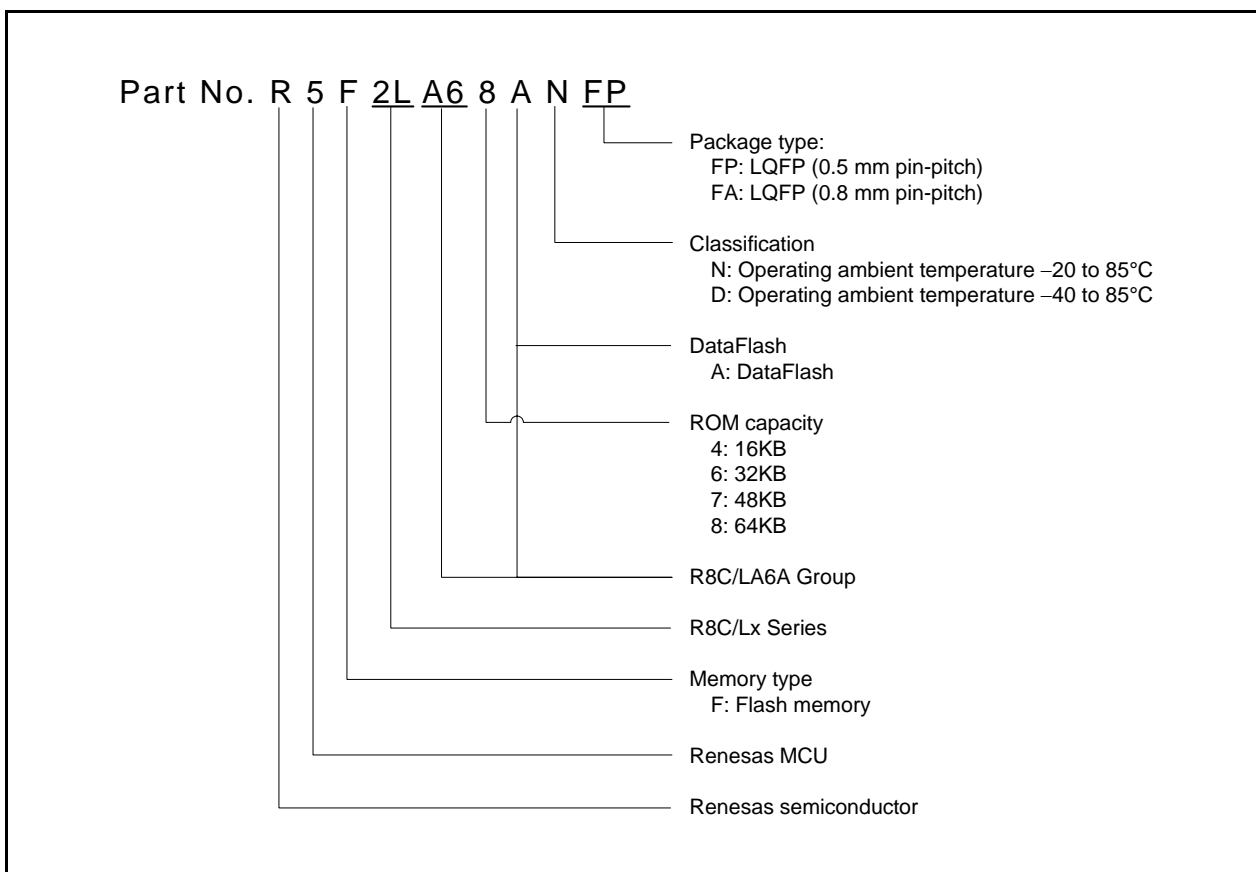 Part No. R 5 F 2L A6 8 A N FP
Package type:
FP: LQFP (0.5 mm pin-pitch)
FA: LQFP (0.8 mm pin-pitch)
Classification
N: Operating ambient temperature −20 to 85°C
D: Operating ambient temperature −40 to 85°C
DataFlash
A: DataFlash
ROM capacity
4: 16KB
6: 32KB
7: 48KB
8: 64KB
R8C/LA6A Group
R8C/Lx Series
Memory type
F: Flash memory
Renesas MCU
Renesas semiconductor